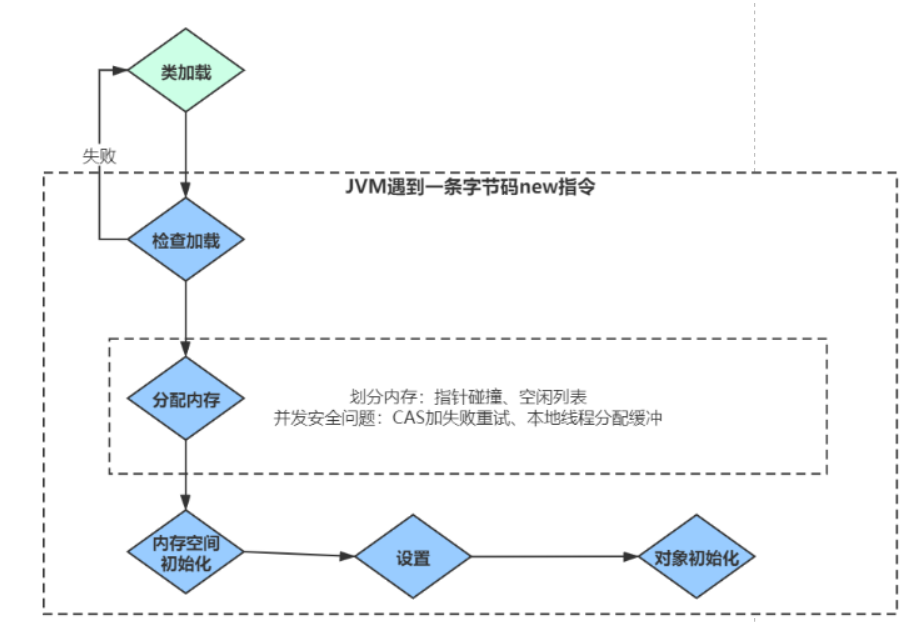 类加载
失败
JVM遇到一条字节码new指令
检查加载
分配内存
划分内存：指针碰撞、空闲列表
并发安全问题：CAS加失败重试、本地线程分配缓冲
内存空间
初始化
设置
对象初始化